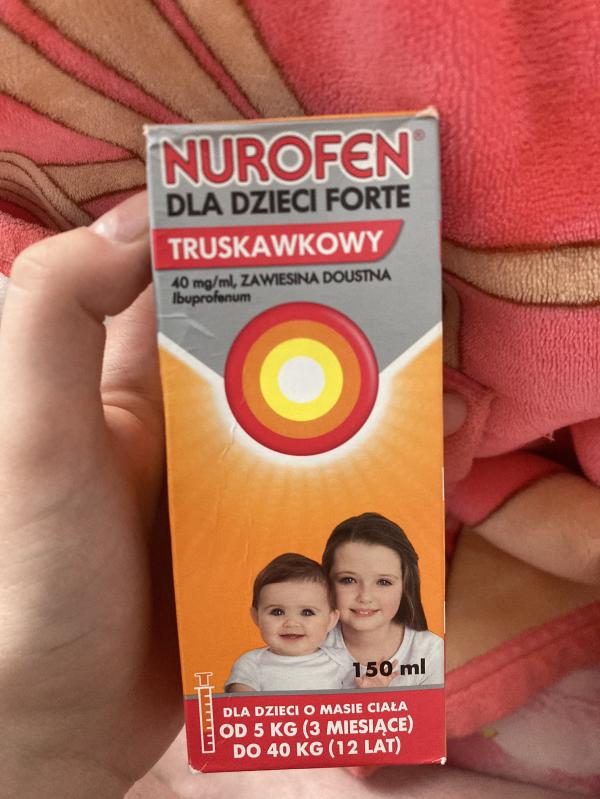 NUROFEN®
DLA DZIECI FORTE
TRUSKAWKOWY
40 mg/ml, ZAWIESINA DOUSTNA
Ibuprofenum
150 ml
DLA DZIECI O MASIE CIAŁA
OD 5 KG (3 MIESIĄCE)
DO 40 KG (12 LAT)